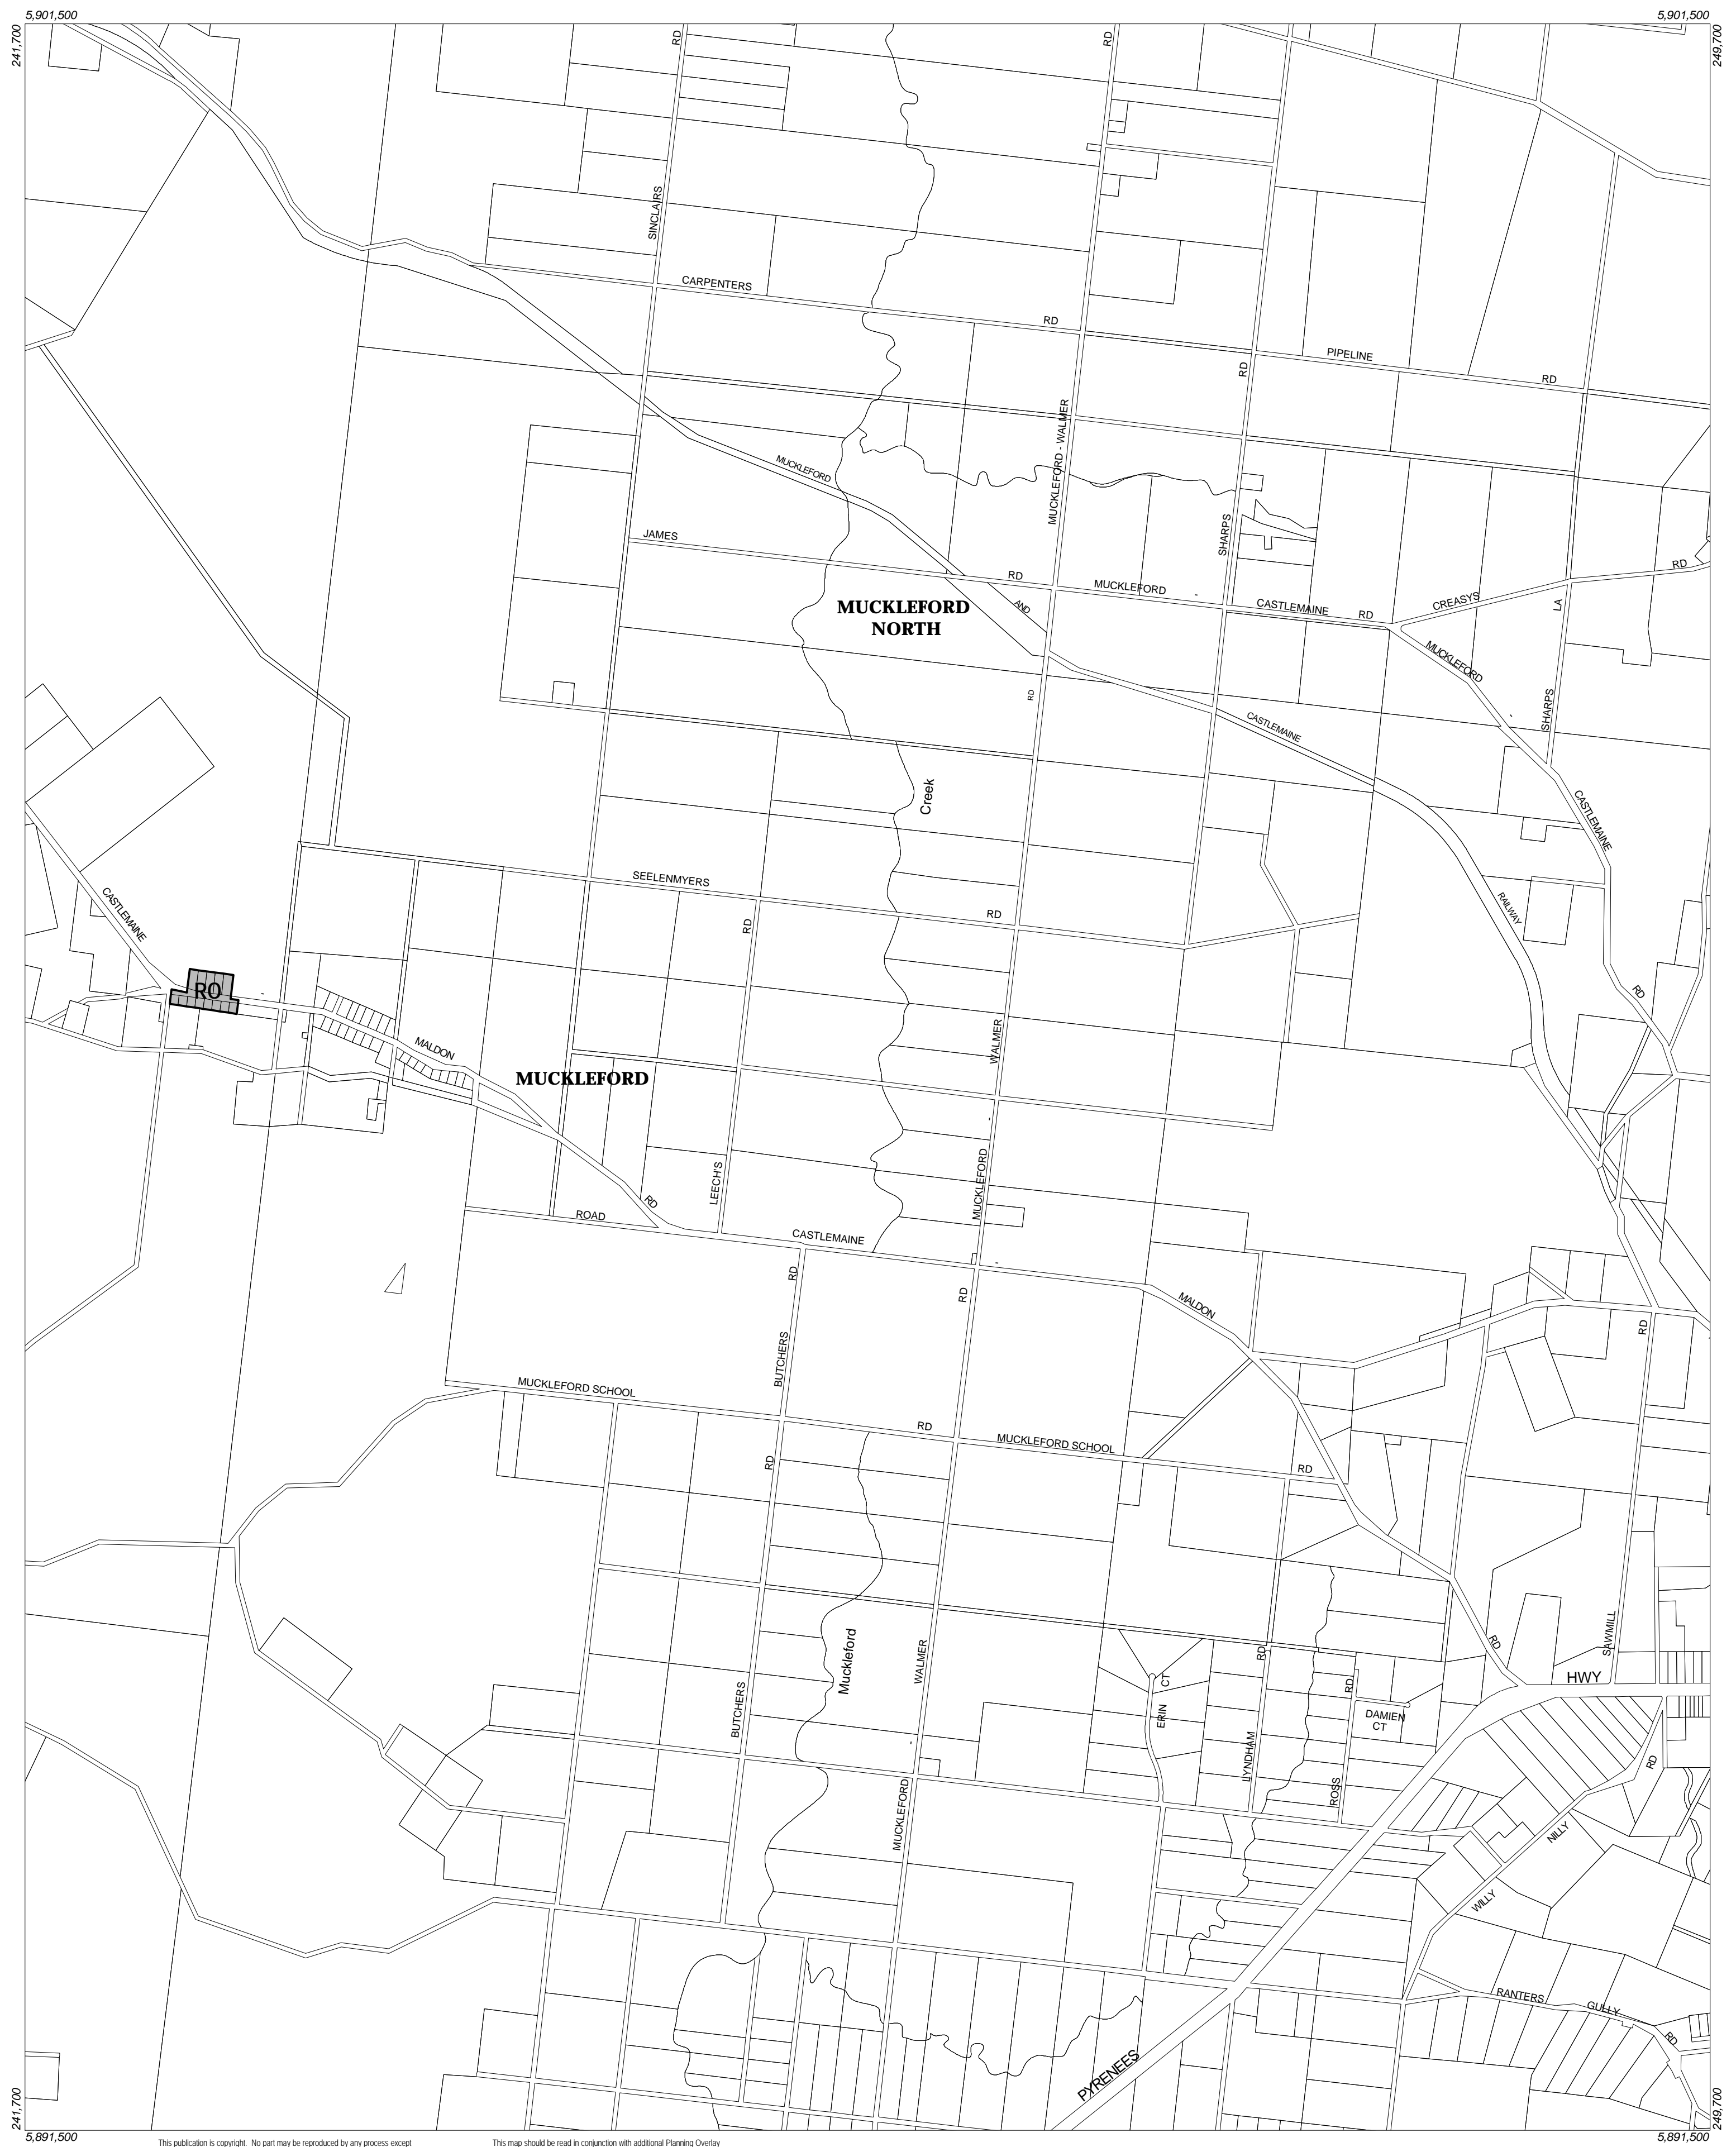 5,901,500
5,901,500
241,700
249,700
RD
RD
SINCLAIRS
CARPENTERS
RD
PIPELINE
RD
RD
MUCKLEFORD - WALMER
MUCKLEFORD
SHARPS
JAMES
RD
MUCKLEFORD
-
CASTLEMAINE
RD
CREASYS
RD
LA
AND
MUCKLEFORD
NORTH
MUCKLEFORD
-
RD
SHARPS
CASTLEMAINE
Creek
CASTLEMAINE
SEELENMYERS
RD
RD
CASTLEMAINE
RAILWAY
RO
-
RD
MALDON
WALMER
MUCKLEFORD
-
MUCKLEFORD
LEECH'S
RD
ROAD
CASTLEMAINE
-
RD
RD
MALDON
RD
BUTCHERS
MUCKLEFORD SCHOOL
RD
MUCKLEFORD SCHOOL
RD
RD
Muckleford
WALMER
-
SAWMILL
RD
HWY
RD
CT
ERIN
RD
DAMIEN
CT
BUTCHERS
LYNDHAM
ROSS
RD
MUCKLEFORD
NILLY
WILLY
RANTERS
GULLY
RD
PYRENEES
241,700
249,700
5,891,500
5,891,500
This publication is copyright. No part may be reproduced by any process except
This map should be read in conjunction with additional Planning Overlay